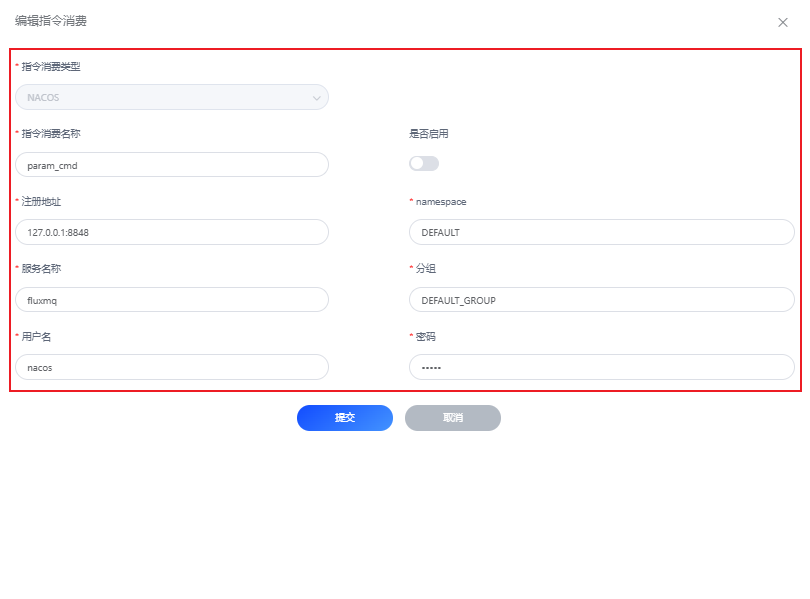 编辑指令消费
* 指令消费类型
NACOS
* 指令消费名称
是否启用
param_cmd
* 注册地址
* namespace
127.0.0.1:8848
DEFAULT
* 服务名称
* 分组
fluxmq
DEFAULT_GROUP
* 用户名
* 密码
nacos
•••••
提交
取消